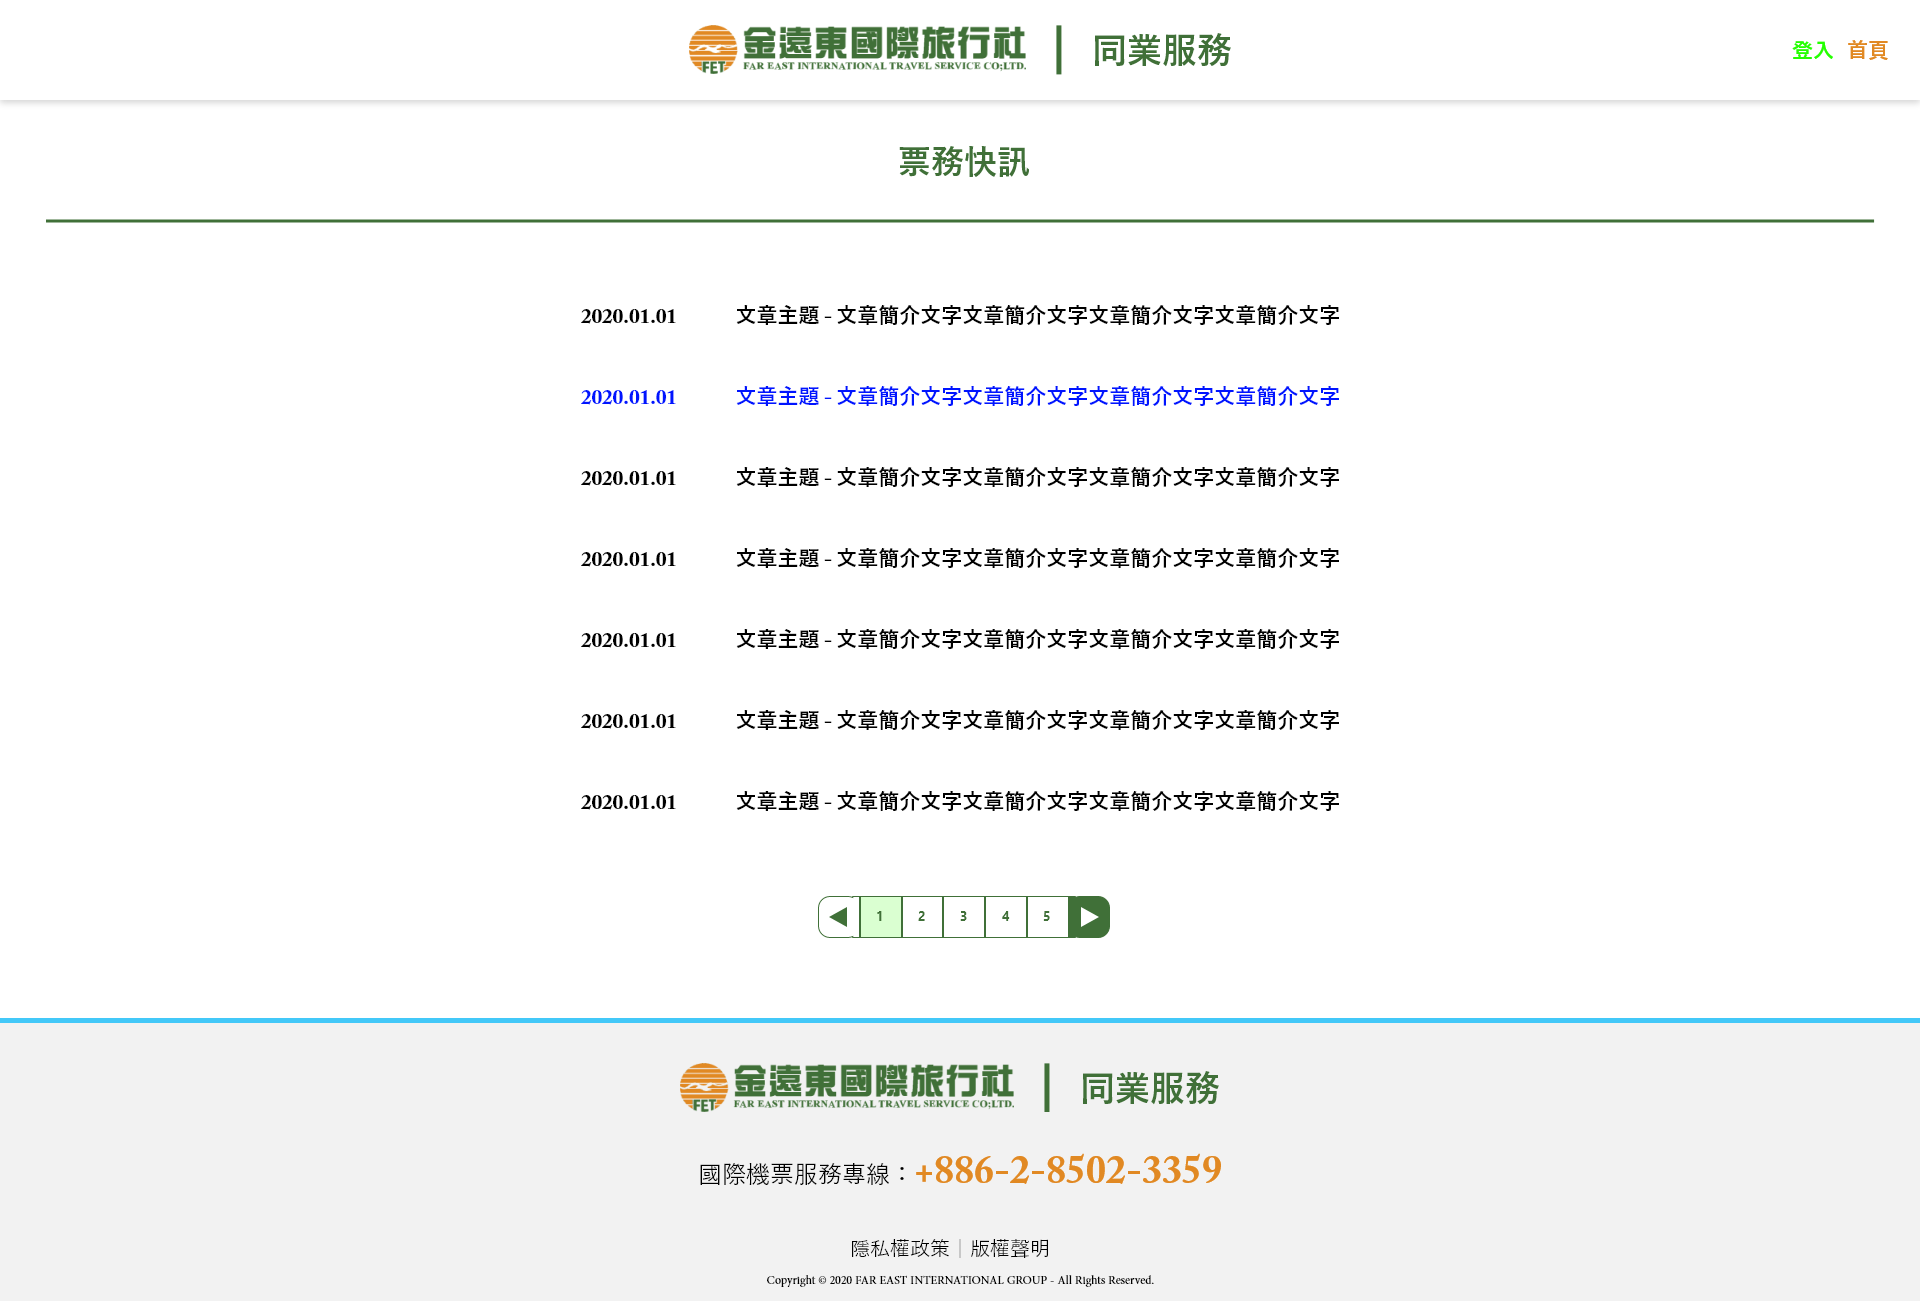 FET 金遠東國際旅行社 同業服務
FAR EAST INTERNATIONAL TRAVEL SERVICE CO;LTD.
登入 首頁
票務快訊
2020.01.01 文章主題 - 文章簡介文字文章簡介文字文章簡介文字文章簡介文字
2020.01.01 文章主題 - 文章簡介文字文章簡介文字文章簡介文字文章簡介文字
2020.01.01 文章主題 - 文章簡介文字文章簡介文字文章簡介文字文章簡介文字
2020.01.01 文章主題 - 文章簡介文字文章簡介文字文章簡介文字文章簡介文字
2020.01.01 文章主題 - 文章簡介文字文章簡介文字文章簡介文字文章簡介文字
2020.01.01 文章主題 - 文章簡介文字文章簡介文字文章簡介文字文章簡介文字
2020.01.01 文章主題 - 文章簡介文字文章簡介文字文章簡介文字文章簡介文字
1 2 3 4 5
FET 金遠東國際旅行社 同業服務
FAR EAST INTERNATIONAL TRAVEL SERVICE CO;LTD.
國際機票服務專線：+886-2-8502-3359
隱私權政策｜版權聲明
Copyright © 2020 FAR EAST INTERNATIONAL GROUP - All Rights Reserved.